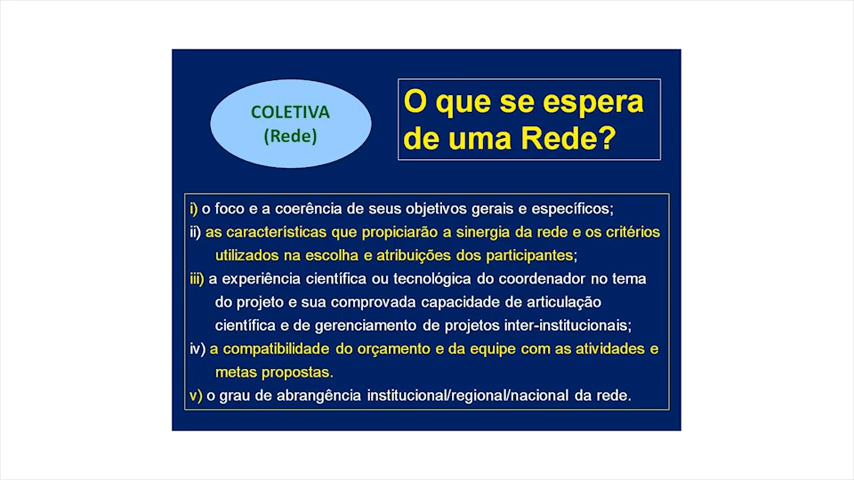 COLETIVA
(Rede)
O que se espera
de uma Rede?
i) o foco e a coerência de seus objetivos gerais e específicos;
ii) as características que propiciarão a sinergia da rede e os critérios
utilizados na escolha e atribuições dos participantes;
iii) a experiência científica ou tecnológica do coordenador no tema
do projeto e sua comprovada capacidade de articulação
científica e de gerenciamento de projetos inter-institucionais;
iv) a compatibilidade do orçamento e da equipe com as atividades e
metas propostas.
v) o grau de abrangência institucional/regional/nacional da rede.